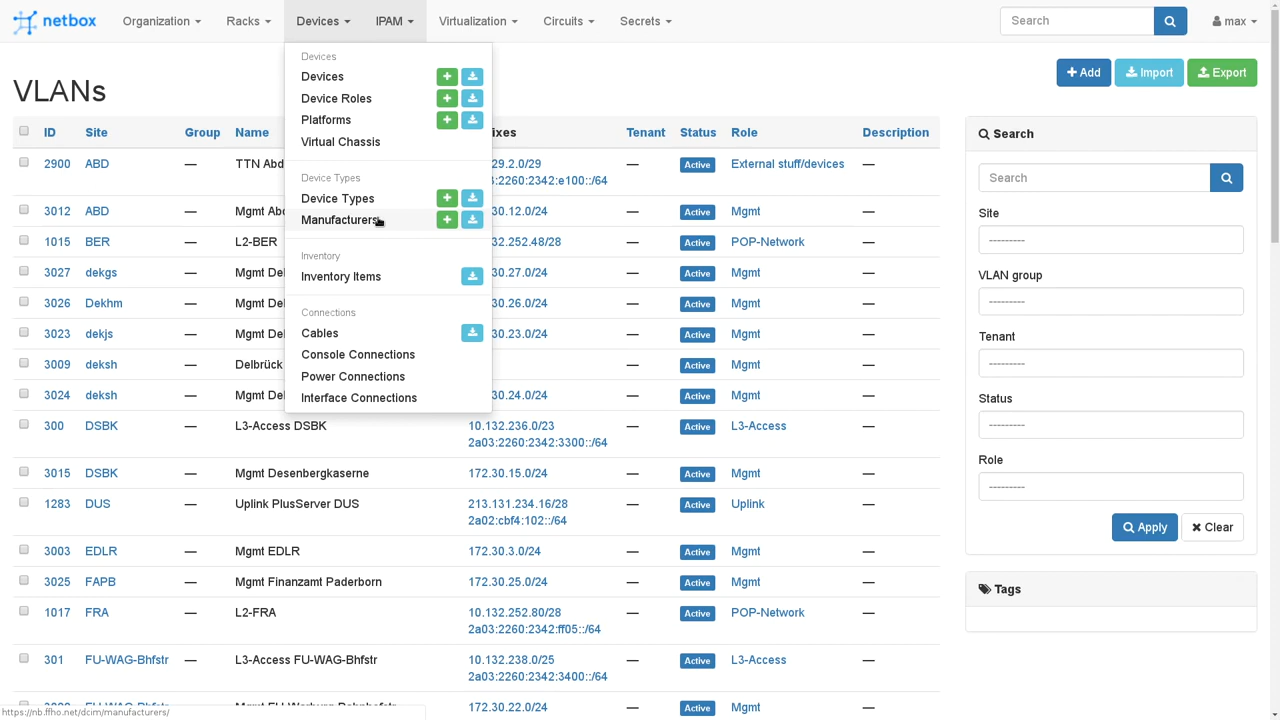 netbox Organization Racks Devices IPAM Virtualization Circuits Secrets Search max
VLANs
Add Import Export
Devices
Devices
Device Roles
Platforms
Virtual Chassis
Device Types
Device Types
Manufacturers
Inventory
Inventory Items
Connections
Cables
Console Connections
Power Connections
Interface Connections
ID Site Group Name ixes Tenant Status Role Description
2900 ABD — TTN Abd 29.2.0/29 — Active External stuff/devices —
:2260:2342:e100::/64
3012 ABD — Mgmt Abd 30.12.0/24 — Active Mgmt —
1015 BER — L2-BER 32.252.48/28 — Active POP-Network —
3027 dekgs — Mgmt Del 30.27.0/24 — Active Mgmt —
3026 Dekhm — Mgmt Del 30.26.0/24 — Active Mgmt —
3023 dekjs — Mgmt Del 30.23.0/24 — Active Mgmt —
3009 deksh — Delbrück — — Active Mgmt —
3024 deksh — Mgmt Del 30.24.0/24 — Active Mgmt —
300 DSBK — L3-Access DSBK 10.132.236.0/23 — Active L3-Access —
2a03:2260:2342:3300::/64
3015 DSBK — Mgmt Desenbergkaserne 172.30.15.0/24 — Active Mgmt —
1283 DUS — Uplink PlusServer DUS 213.131.234.16/28 — Active Uplink —
2a02:cbf4:102::/64
3003 EDLR — Mgmt EDLR 172.30.3.0/24 — Active Mgmt —
3025 FAPB — Mgmt Finanzamt Paderborn 172.30.25.0/24 — Active Mgmt —
1017 FRA — L2-FRA 10.132.252.80/28 — Active POP-Network —
2a03:2260:2342:ff05::/64
301 FU-WAG-Bhfstr — L3-Access FU-WAG-Bhfstr 10.132.238.0/25 — Active L3-Access —
2a03:2260:2342:3400::/64
172.30.22.0/24 — Active Mgmt —
https://nb.ffho.net/dcim/manufacturers/
Search
Search
Site
---------
VLAN group
---------
Tenant
---------
Status
---------
Role
---------
Apply Clear
Tags